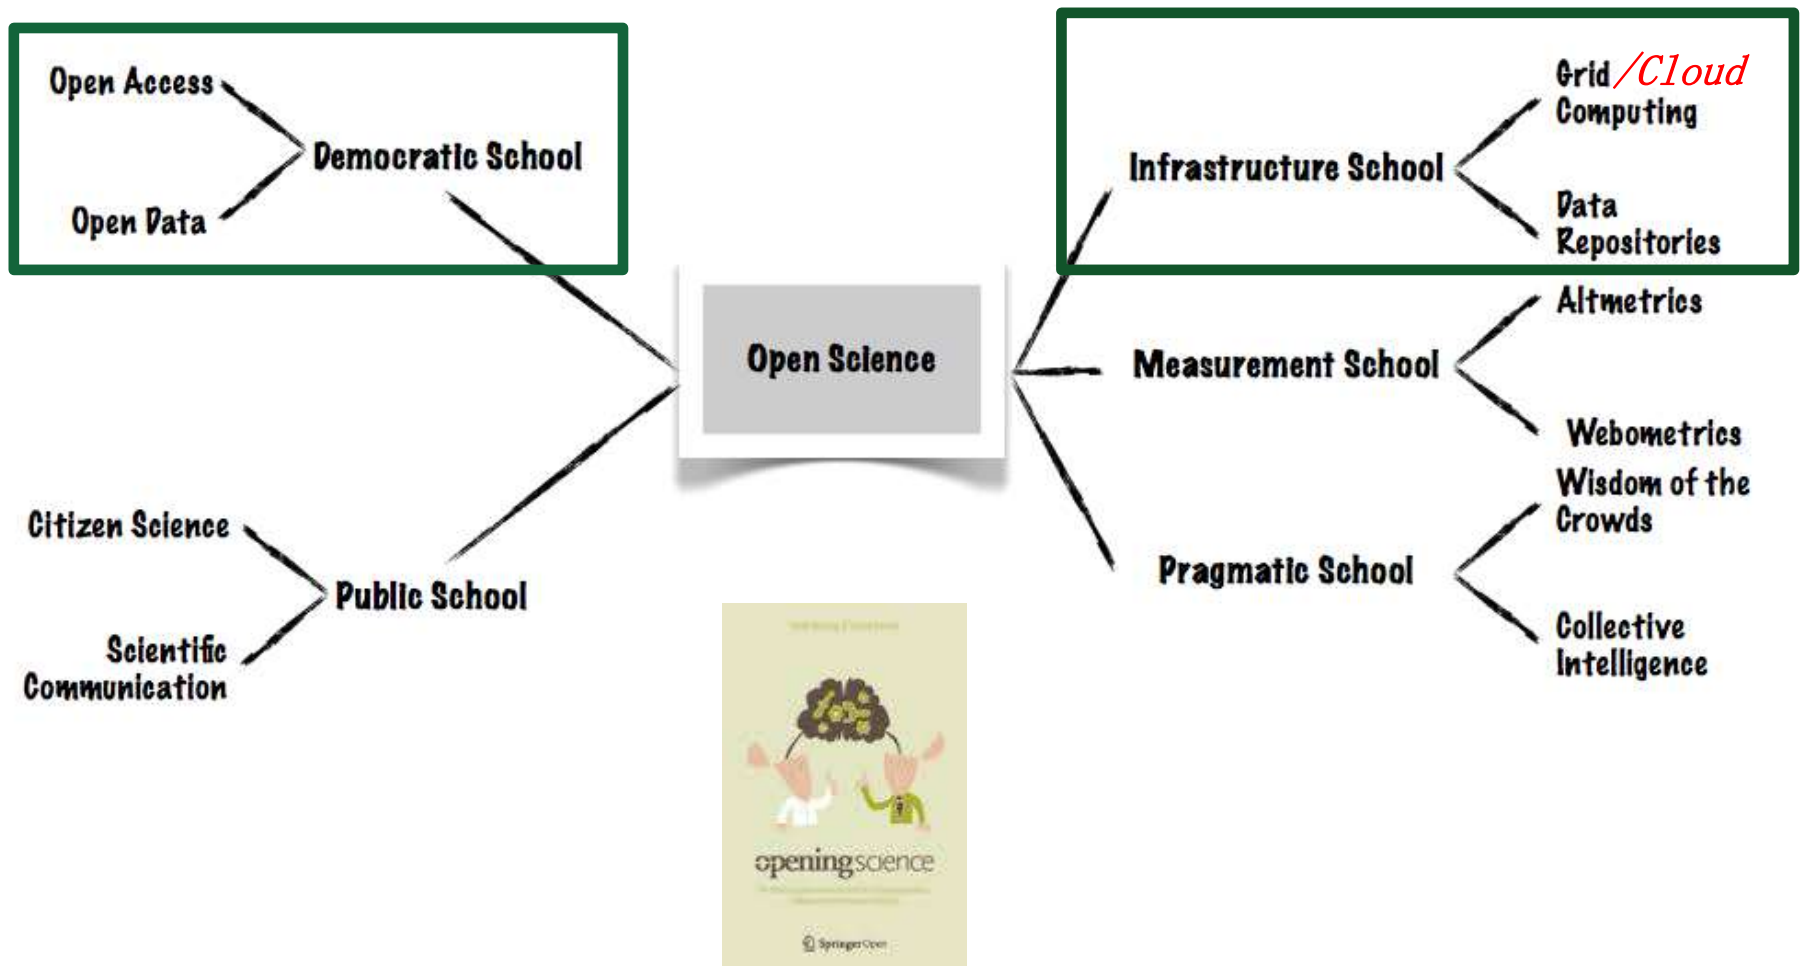 Open Access
Democratic School
Open Data
Grid /Cloud
Computing
Infrastructure School
Data
Repositories
Open Science
Altmetrics
Measurement School
Webometrics
Citizen Science
Public School
Scientific
Communication
Wisdom of the
Crowds
Pragmatic School
Collective
Intelligence
openingscience
SpringerOpen